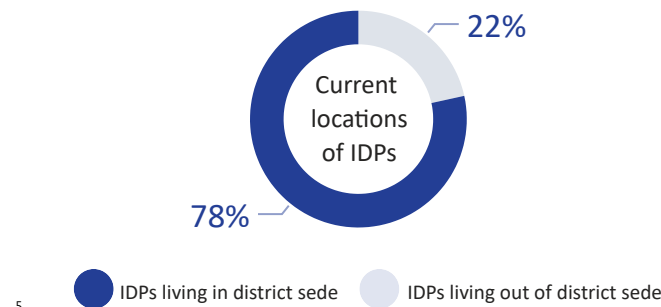 22%
Current
locations
of IDPs
78%
5
IDPs living in district sede
IDPs living out of district sede